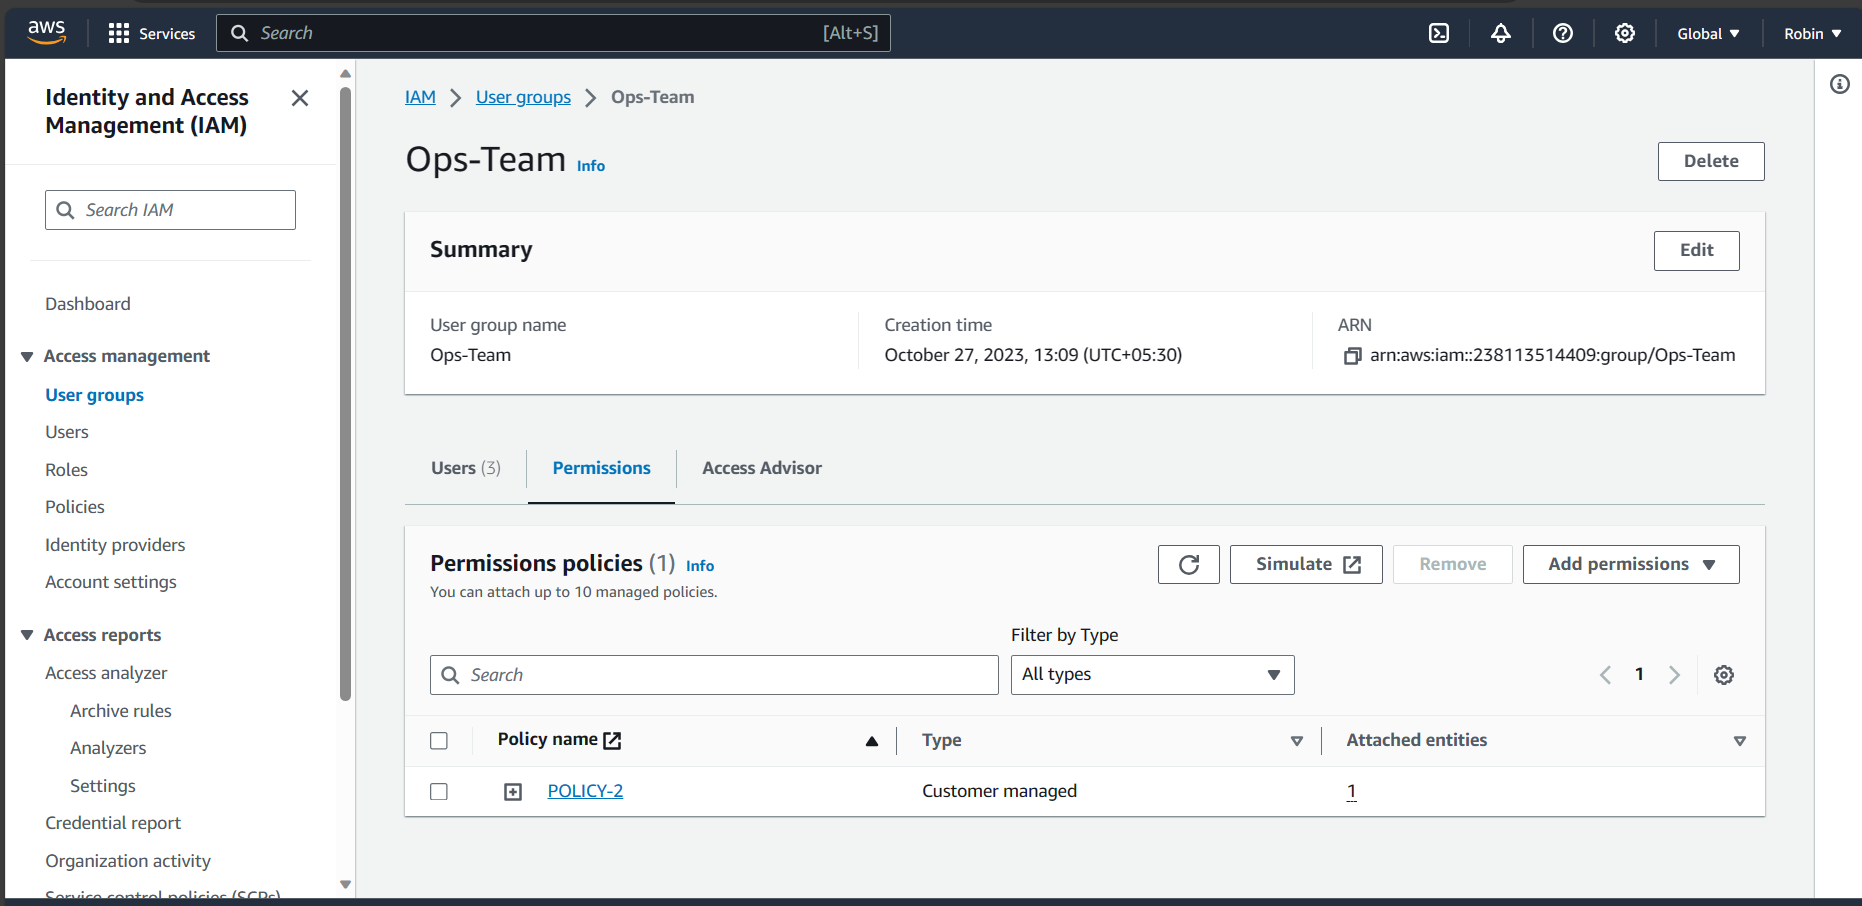 aws
Services
Search
[Alt+S]
Global
Robin
Identity and Access
Management (IAM)
Search IAM
Dashboard
Access management
User groups
Users
Roles
Policies
Identity providers
Account settings
Access reports
Access analyzer
Archive rules
Analyzers
Settings
Credential report
Organization activity
Service control policies (SCPs)
IAM
User groups
Ops-Team
Ops-Team Info
Delete
Summary
Edit
User group name
Ops-Team
Creation time
October 27, 2023, 13:09 (UTC+05:30)
ARN
arn:aws:iam::238113514409:group/Ops-Team
Users (3)
Permissions
Access Advisor
Permissions policies (1) Info
You can attach up to 10 managed policies.
Simulate
Remove
Add permissions
Filter by Type
Search
All types
1
Policy name
Type
Attached entities
POLICY-2
Customer managed
1